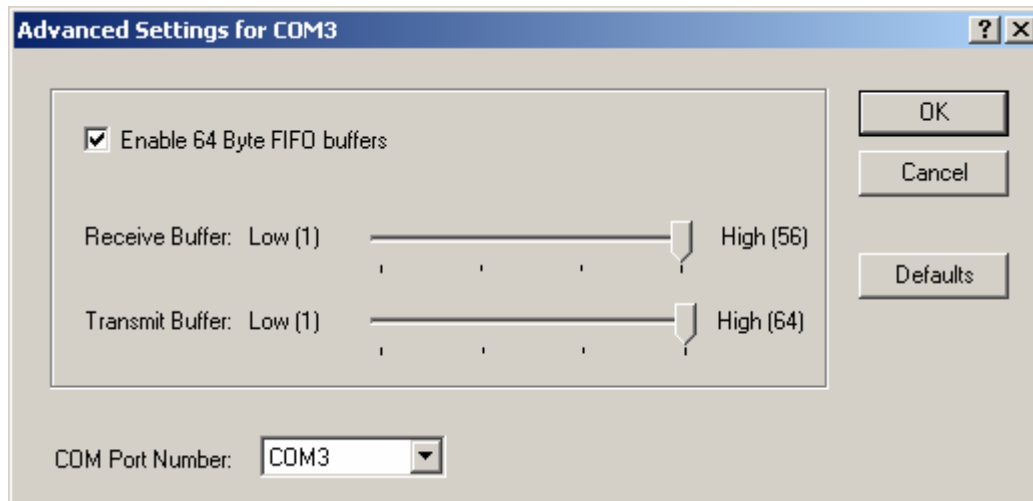 Advanced Settings for COM3
Enable 64 Byte FIFO buffers
Receive Buffer: Low (1) High (56)
Transmit Buffer: Low (1) High (64)
COM Port Number: COM3
OK
Cancel
Defaults